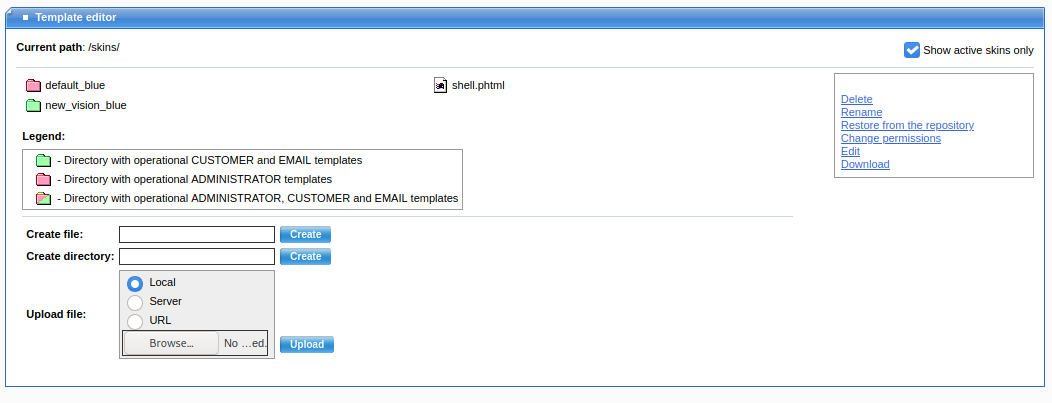 Template editor
Current path: /skins/
Show active skins only
default_blue
shell.phtml
new_vision_blue
Delete
Rename
Restore from the repository
Change permissions
Edit
Download
Legend:
- Directory with operational CUSTOMER and EMAIL templates
- Directory with operational ADMINISTRATOR templates
- Directory with operational ADMINISTRATOR, CUSTOMER and EMAIL templates
Create file: Create
Create directory: Create
Upload file:
Local
Server
URL
Browse... No ...ed. Upload